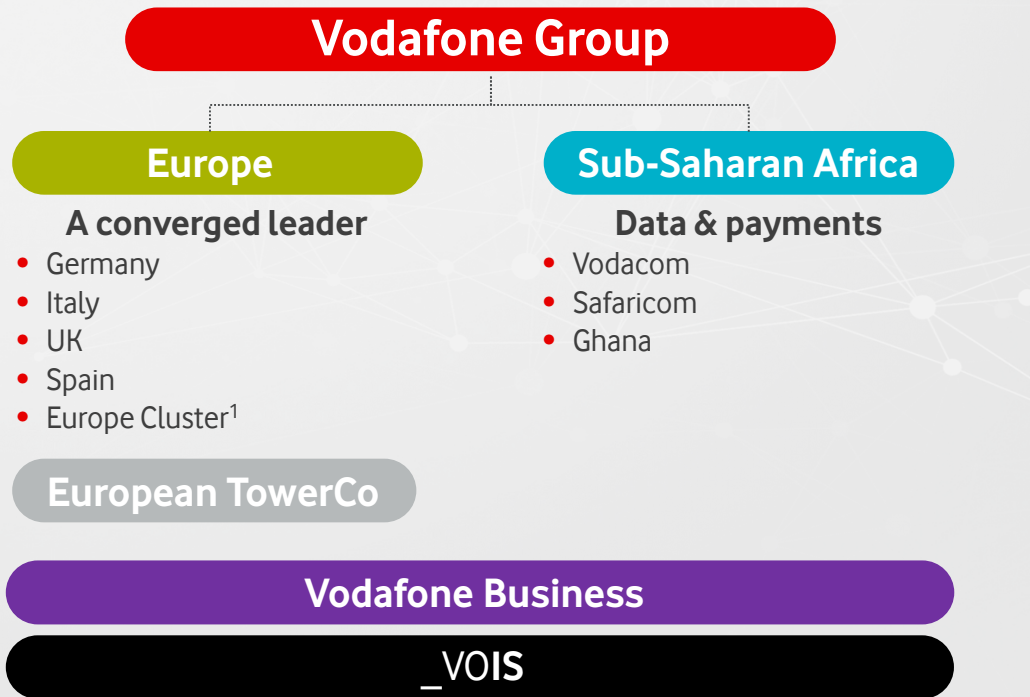 Vodafone Group
Europe
A converged leader
• Germany
• Italy
• UK
• Spain
• Europe Cluster¹
European TowerCo
Sub-Saharan Africa
Data & payments
• Vodacom
• Safaricom
• Ghana
Vodafone Business
_VOIS